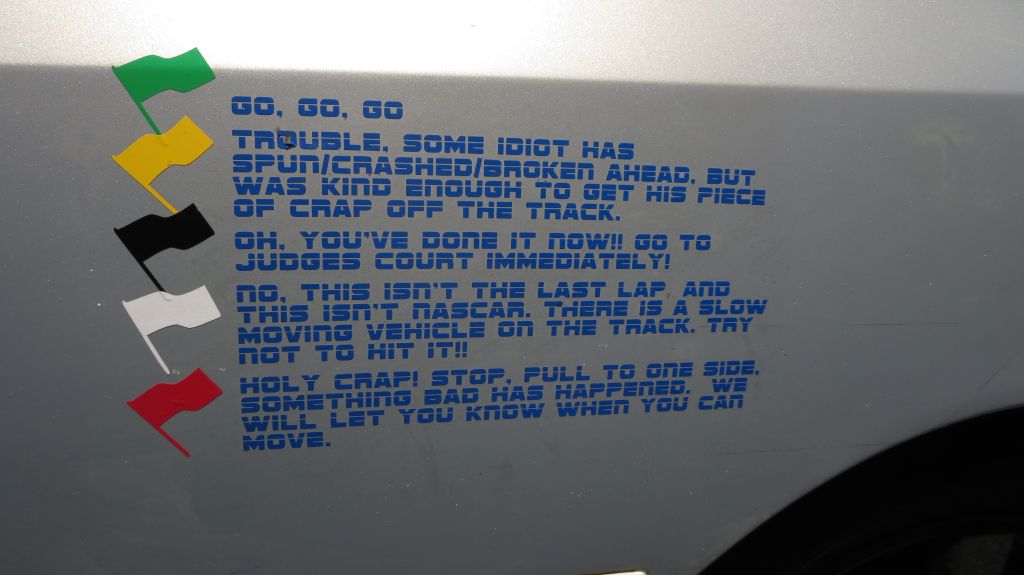 GO, GO, GO
TROUBLE, SOME IDIOT HAS
SPUN/CRASHED/BROKEN AHEAD, BUT
WAS KIND ENOUGH TO GET HIS PIECE
OF CRAP OFF THE TRACK.
OH, YOU'VE DONE IT NOW!! GO TO
JUDGES COURT IMMEDIATELY!
NO, THIS ISN'T THE LAST LAP AND
THIS ISN'T NASCAR. THERE IS A SLOW
MOVING VEHICLE ON THE TRACK. TRY
NOT TO HIT IT!!
HOLY CRAP! STOP, PULL TO ONE SIDE,
SOMETHING BAD HAS HAPPENED. WE
WILL LET YOU KNOW WHEN YOU CAN
MOVE.